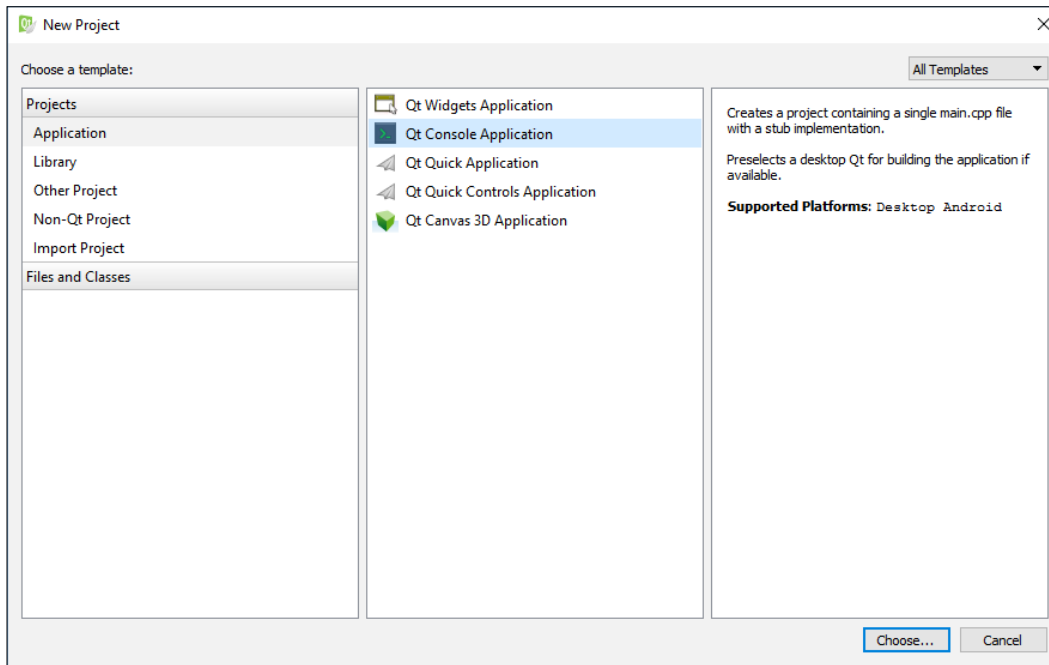 New Project
Choose a template:
All Templates
Projects
Application
Library
Other Project
Non-Qt Project
Import Project
Files and Classes
Qt Widgets Application
Qt Console Application
Qt Quick Application
Qt Quick Controls Application
Qt Canvas 3D Application
Creates a project containing a single main.cpp file
with a stub implementation.
Preselects a desktop Qt for building the application if
available.
Supported Platforms: Desktop Android
Choose...
Cancel